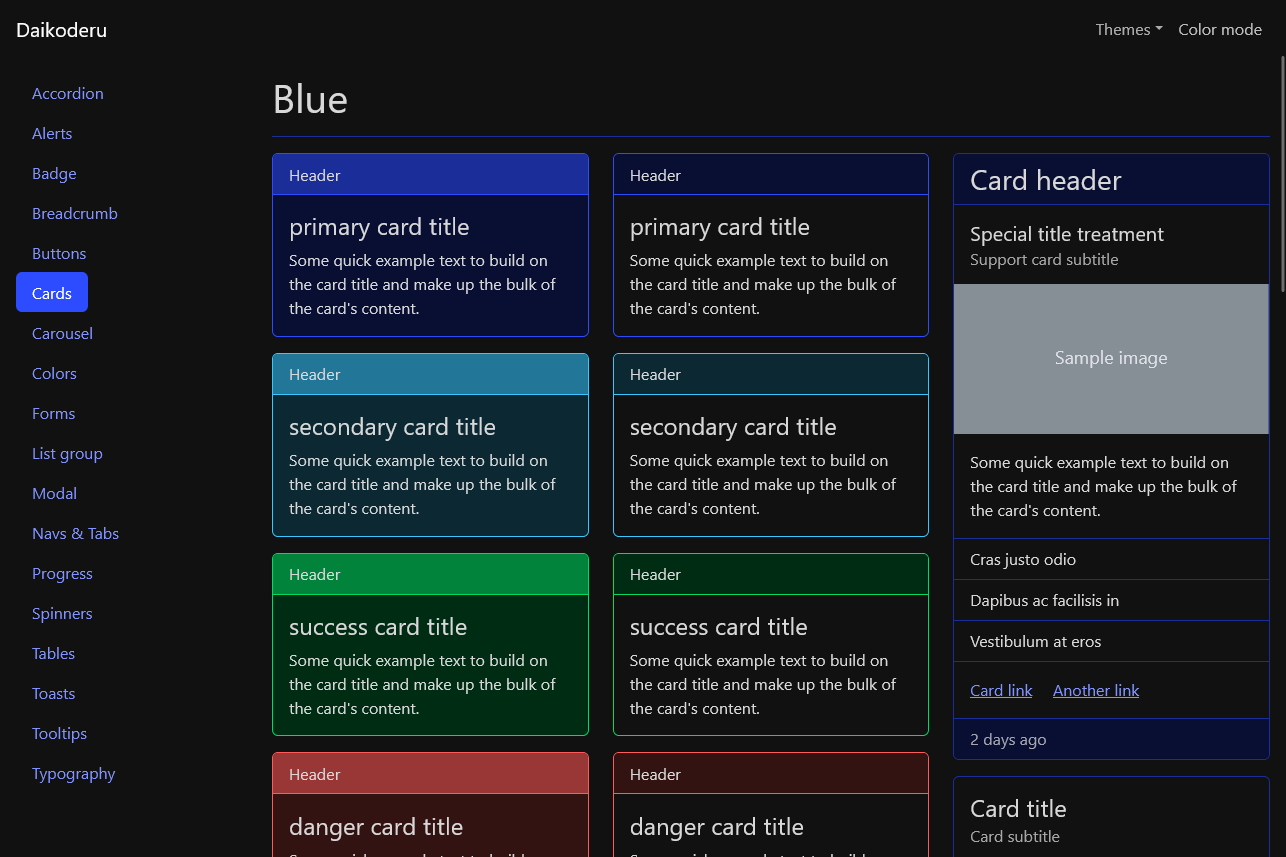 Daikoderu
Themes
Color mode
Accordion
Alerts
Badge
Breadcrumb
Buttons
Cards
Carousel
Colors
Forms
List group
Modal
Navs & Tabs
Progress
Spinners
Tables
Toasts
Tooltips
Typography
Blue
Header
primary card title
Some quick example text to build on
the card title and make up the bulk of
the card's content.
Header
secondary card title
Some quick example text to build on
the card title and make up the bulk of
the card's content.
Header
success card title
Some quick example text to build on
the card title and make up the bulk of
the card's content.
Header
danger card title
Header
primary card title
Some quick example text to build on
the card title and make up the bulk of
the card's content.
Header
secondary card title
Some quick example text to build on
the card title and make up the bulk of
the card's content.
Header
success card title
Some quick example text to build on
the card title and make up the bulk of
the card's content.
Header
danger card title
Card header
Special title treatment
Support card subtitle
Sample image
Some quick example text to build on
the card title and make up the bulk of
the card's content.
Cras justo odio
Dapibus ac facilisis in
Vestibulum at eros
Card link Another link
2 days ago
Card title
Card subtitle